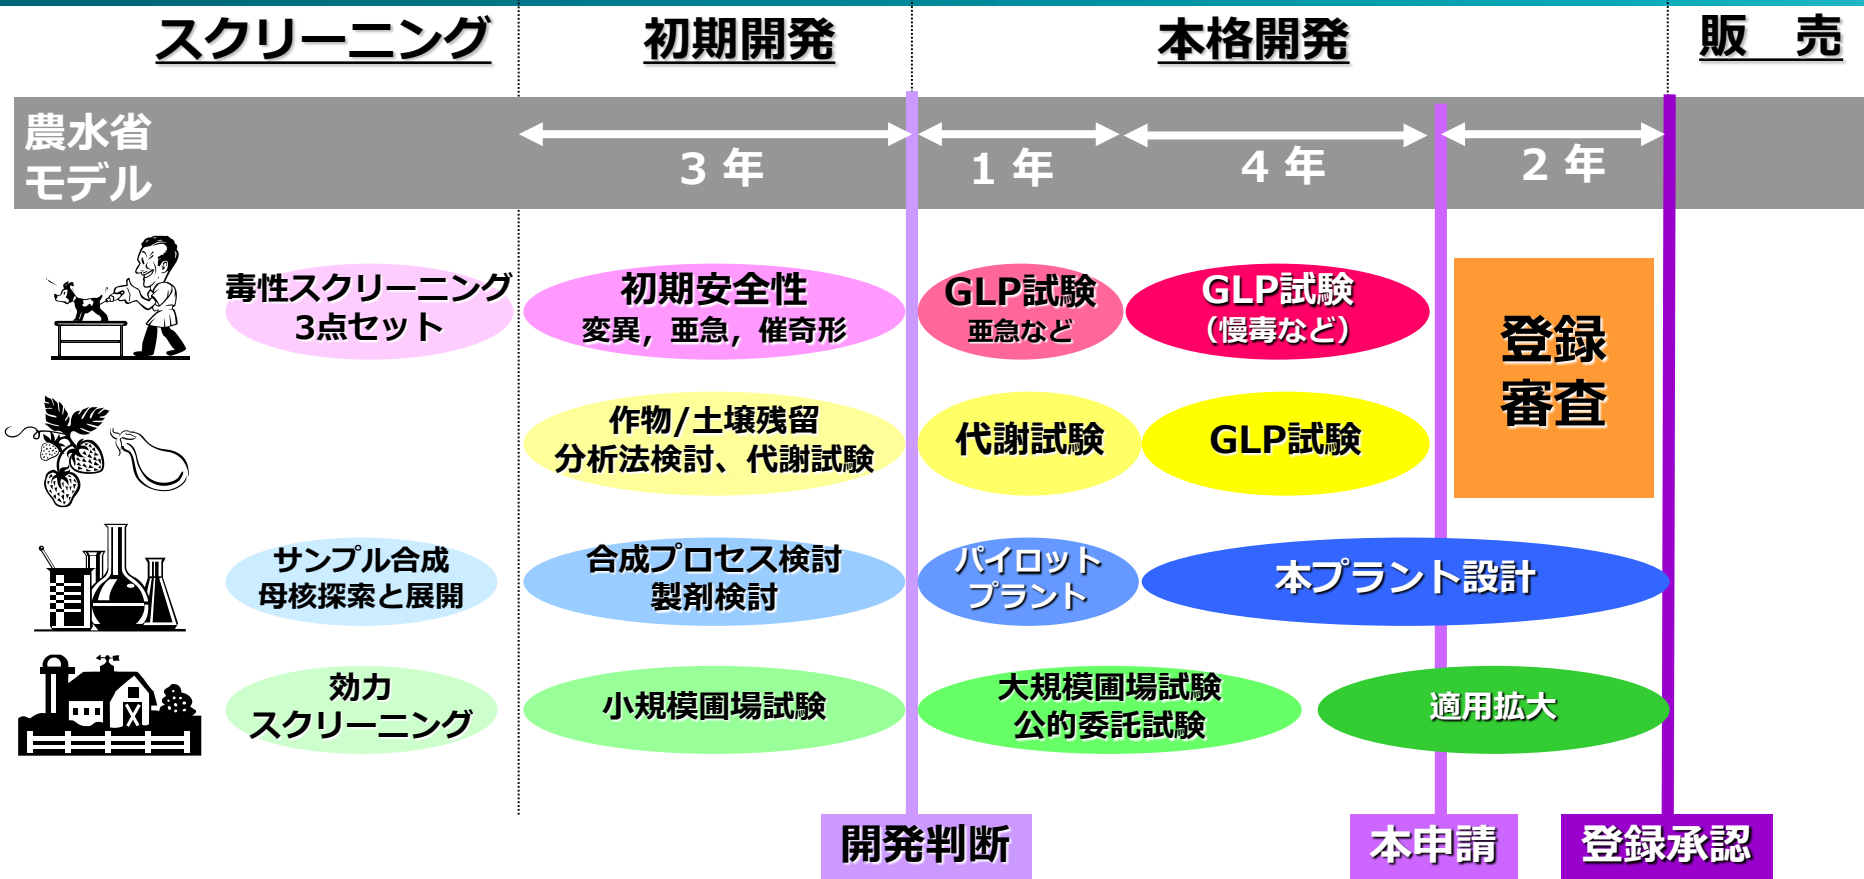 スクリーニング
初期開発
本格開発
販　売
農水省
モデル
3 年
1 年
4 年
2 年
毒性スクリーニング
3点セット
初期安全性
変異，亜急，催奇形
GLP試験
亜急など
GLP試験
（慢毒など）
登録
審査
作物/土壌残留
分析法検討、代謝試験
代謝試験
GLP試験
サンプル合成
母核探索と展開
合成プロセス検討
製剤検討
パイロット
プラント
本プラント設計
効力
スクリーニング
小規模圃場試験
大規模圃場試験
公的委託試験
適用拡大
開発判断
本申請
登録承認